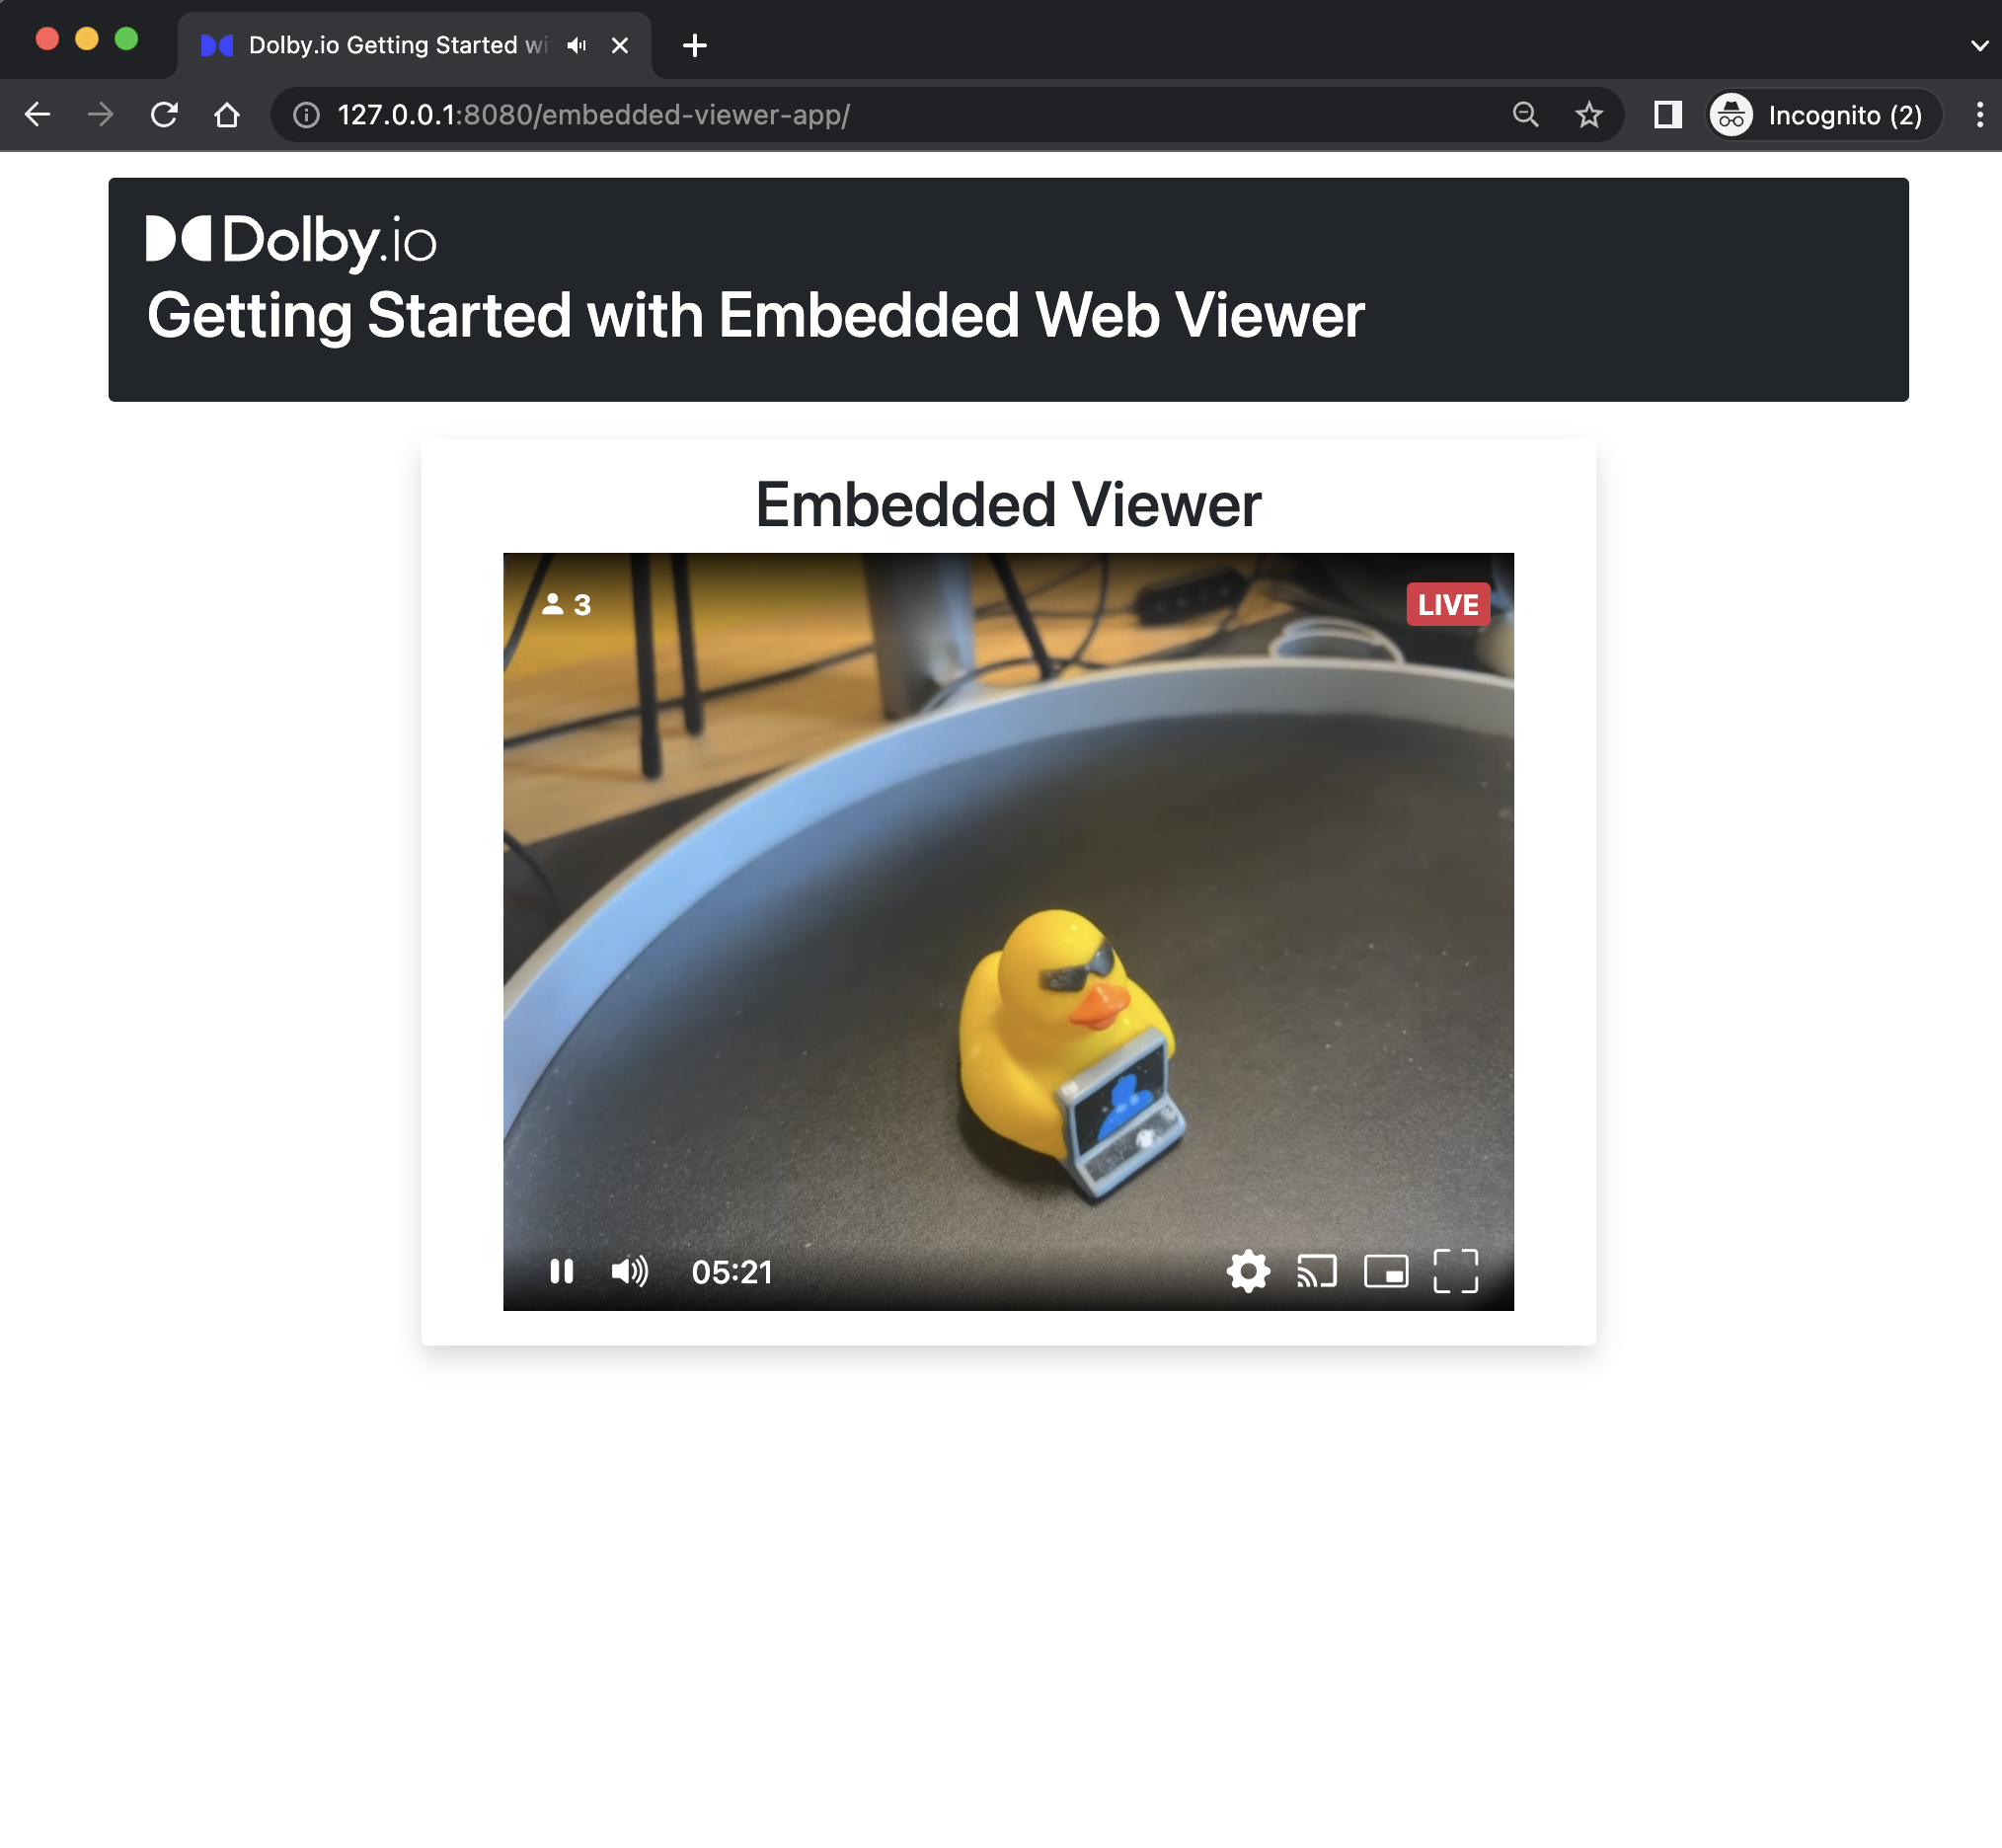 Dolby.io Getting Started wi
127.0.0.1:8080/embedded-viewer-app/
Incognito (2)
Dolby.io
Getting Started with Embedded Web Viewer
Embedded Viewer
3
LIVE
05:21